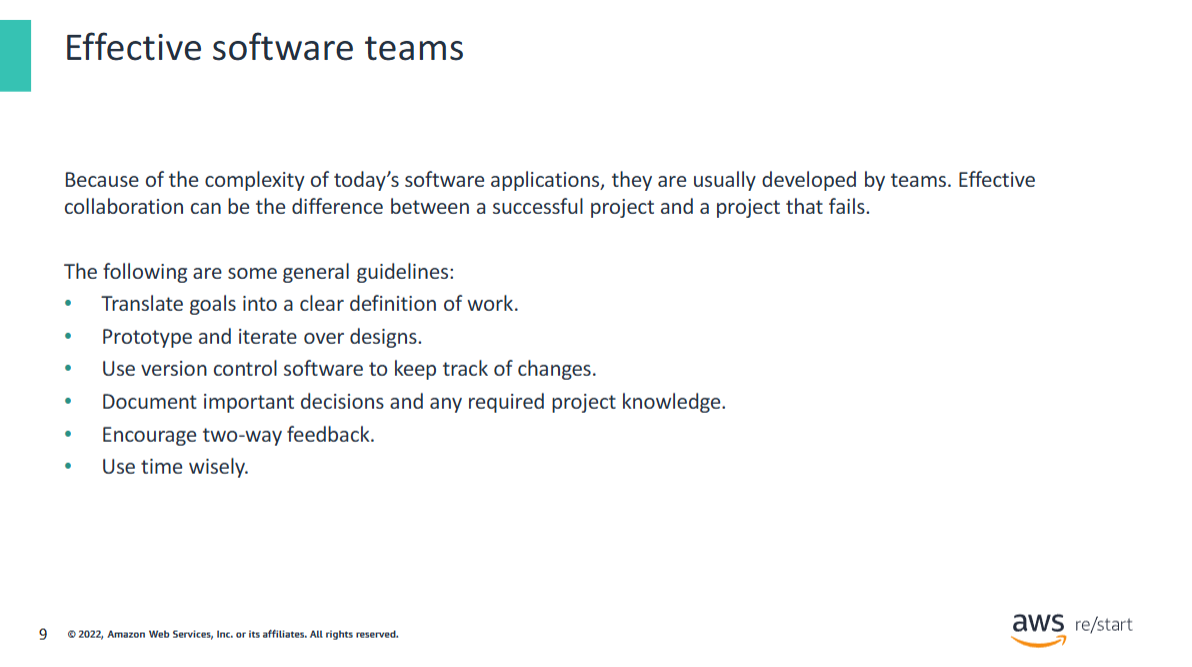 Effective software teams
Because of the complexity of today’s software applications, they are usually developed by teams. Effective
collaboration can be the difference between a successful project and a project that fails.
The following are some general guidelines:
• Translate goals into a clear definition of work.
• Prototype and iterate over designs.
• Use version control software to keep track of changes.
• Document important decisions and any required project knowledge.
• Encourage two-way feedback.
• Use time wisely.
9 © 2022, Amazon Web Services, Inc. or its affiliates. All rights reserved.
aws re/start